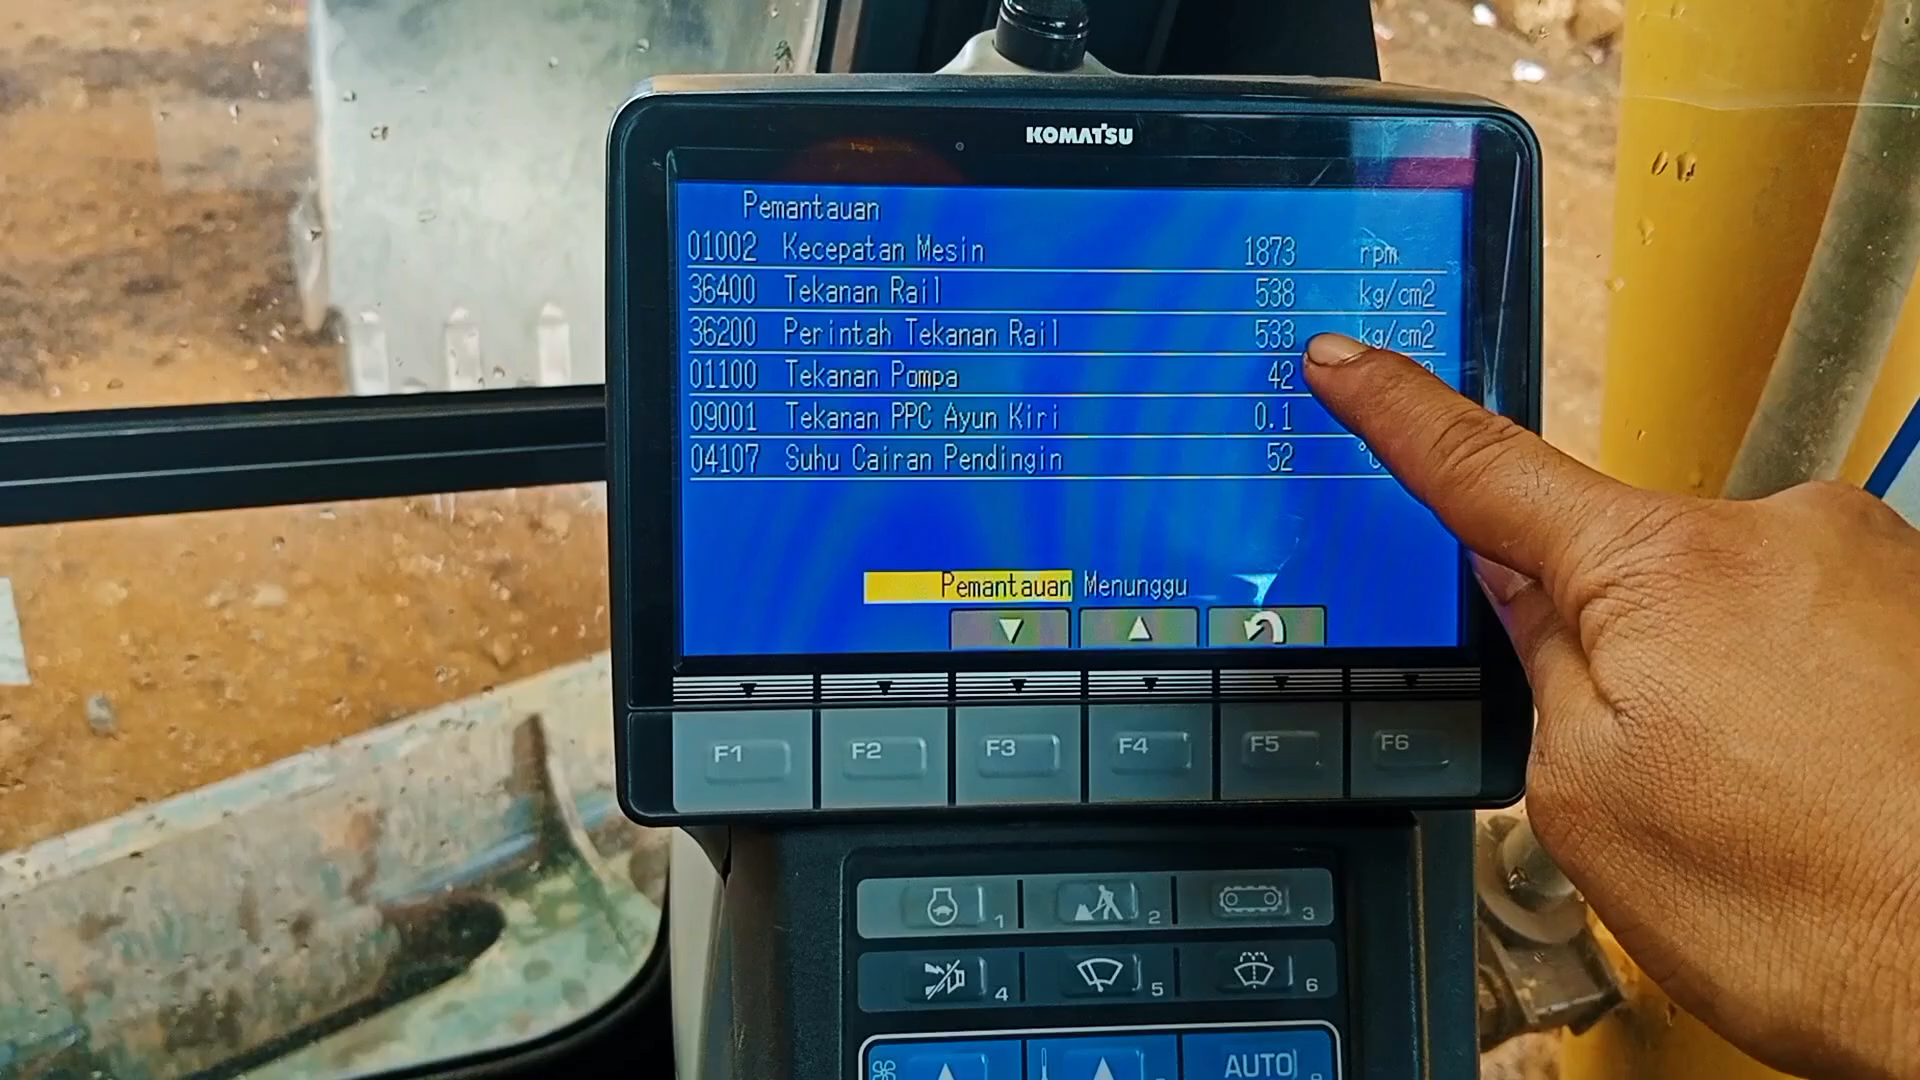 KOMATSU
Pemantauan
01002 Kecepatan Mesin 1873 rpm
36400 Tekanan Rail 538 kg/cm2
36200 Perintah Tekanan Rail 533 kg/cm2
01100 Tekanan Pompa 42 2
09001 Tekanan PPC Ayun Kiri 0.1
04107 Suhu Cairan Pendingin 52
Pemantauan Menunggu
F1 F2 F3 F4 F5 F6
1 2 3
4 5 6
AUTO